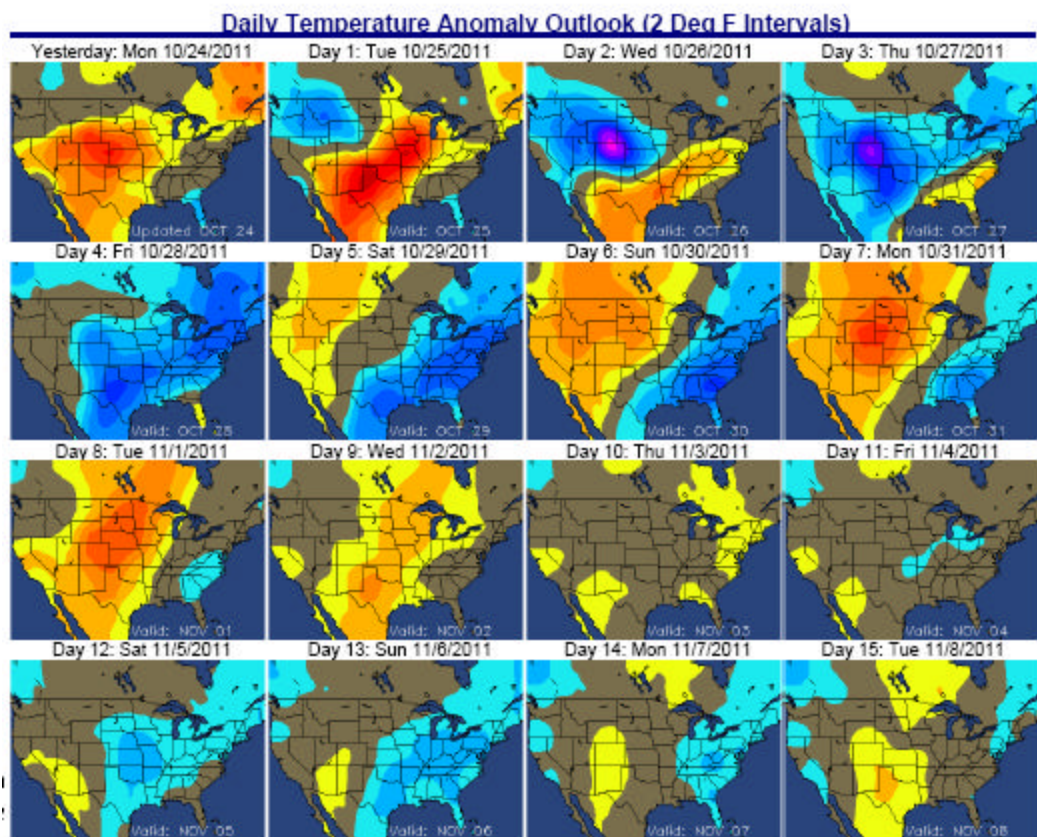 Daily Temperature Anomaly Outlook (2 Deg F Intervals)
Yesterday: Mon 10/24/2011 Day 1: Tue 10/25/2011 Day 2: Wed 10/26/2011 Day 3: Thu 10/27/2011
Updated OCT 24 Valid: OCT 25 Valid: OCT 26 Valid: OCT 27
Day 4: Fri 10/28/2011 Day 5: Sat 10/29/2011 Day 6: Sun 10/30/2011 Day 7: Mon 10/31/2011
Valid: OCT 28 Valid: OCT 29 Valid: OCT 30 Valid: OCT 31
Day 8: Tue 11/1/2011 Day 9: Wed 11/2/2011 Day 10: Thu 11/3/2011 Day 11: Fri 11/4/2011
Valid: NOV 01 Valid: NOV 02 Valid: NOV 03 Valid: NOV 04
Day 12: Sat 11/5/2011 Day 13: Sun 11/6/2011 Day 14: Mon 11/7/2011 Day 15: Tue 11/8/2011
Valid: NOV 05 Valid: NOV 06 Valid: NOV 07 Valid: NOV 08